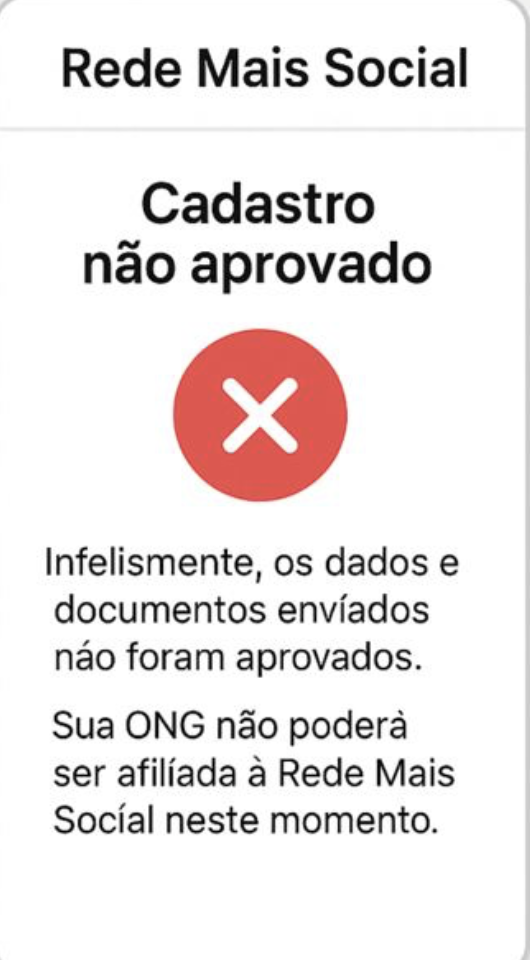 Rede Mais Social
Cadastro
não aprovado
Infelismente, os dados e
documentos envíados
náo foram aprovados.
Sua ONG não poderà
ser afilíada à Rede Mais
Socíal neste momento.